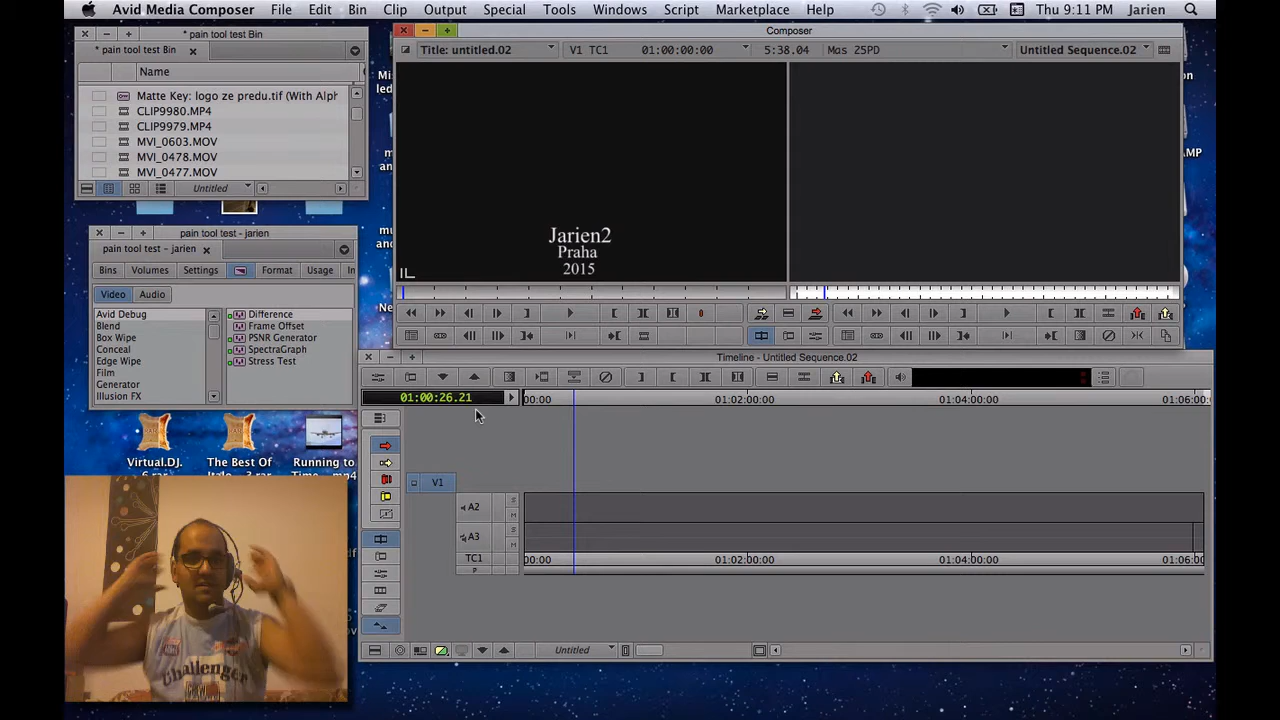 Avid Media Composer File Edit Bin Clip Output Special Tools Windows Script Marketplace Help Thu 9:11 PM Jarien
* pain tool test Bin
* pain tool test Bin
Name
Matte Key: logo ze predu.tif (With Alph
CLIP9980.MP4
CLIP9979.MP4
MVI_0603.MOV
MVI_0478.MOV
MVI_0477.MOV
Untitled
Composer
Title: untitled.02 V1 TC1 01:00:00:00 5:38.04 Mas 25PD Untitled Sequence.02
Jarien2
Praha
2015
pain tool test - jarien
pain tool test – jarien
Bins Volumes Settings Format Usage In
Video Audio
Avid Debug
Blend
Box Wipe
Conceal
Edge Wipe
Film
Generator
Illusion FX
Difference
Frame Offset
PSNR Generator
SpectraGraph
Stress Test
Timeline - Untitled Sequence.02
01:00:26.21
00:00 01:02:00:00 01:04:00:00 01:06:0
V1
A2
S
M
A3
S
M
TC1 00:00 01:02:00:00 01:04:00:00 01:06:0
Untitled
Virtual.DJ.
The Best Of
Running to
Challenger